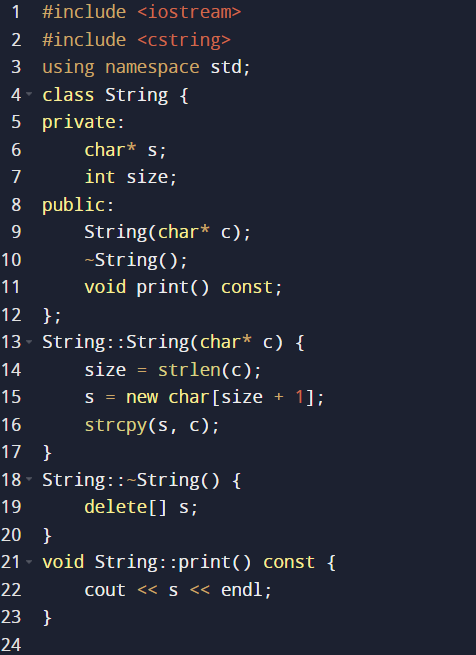 1 #include <iostream>
2 #include <cstring>
3 using namespace std;
4 class String {
5 private:
6     char* s;
7     int size;
8 public:
9     String(char* c);
10     ~String();
11     void print() const;
12 };
13 String::String(char* c) {
14     size = strlen(c);
15     s = new char[size + 1];
16     strcpy(s, c);
17 }
18 String::~String() {
19     delete[] s;
20 }
21 void String::print() const {
22     cout << s << endl;
23 }
24